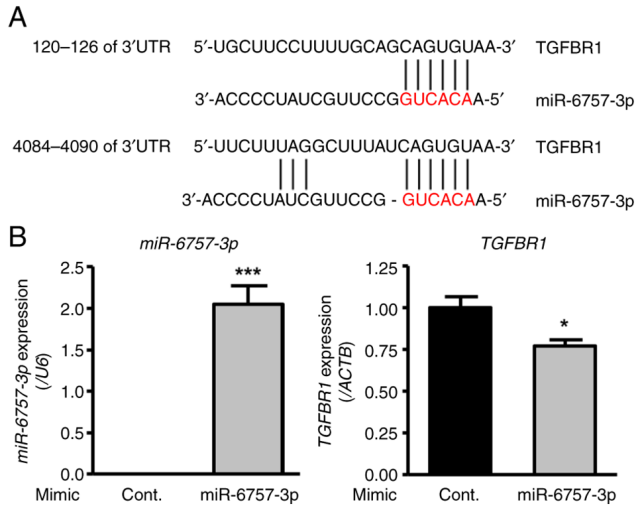 A
120–126 of 3′UTR 5′-UGCUUCCUUUUGCAGCAGUGUAA-3′ TGFBR1
3′-ACCCCUAUCGUUCCGGUCACAA-5′ miR-6757-3p
4084–4090 of 3′UTR 5′-UUCUUUAGGCUUUAUCAGUGUAA-3′ TGFBR1
3′-ACCCCUAUCGUUCCG - GUCACAA-5′ miR-6757-3p
B
miR-6757-3p
miR-6757-3p expression
(/U6)
2.5
2.0
1.5
1.0
0.5
0.0
***
Mimic Cont. miR-6757-3p
TGFBR1
TGFBR1 expression
(/ACTB)
1.25
1.00
0.75
0.50
0.25
0.00
*
Mimic Cont. miR-6757-3p